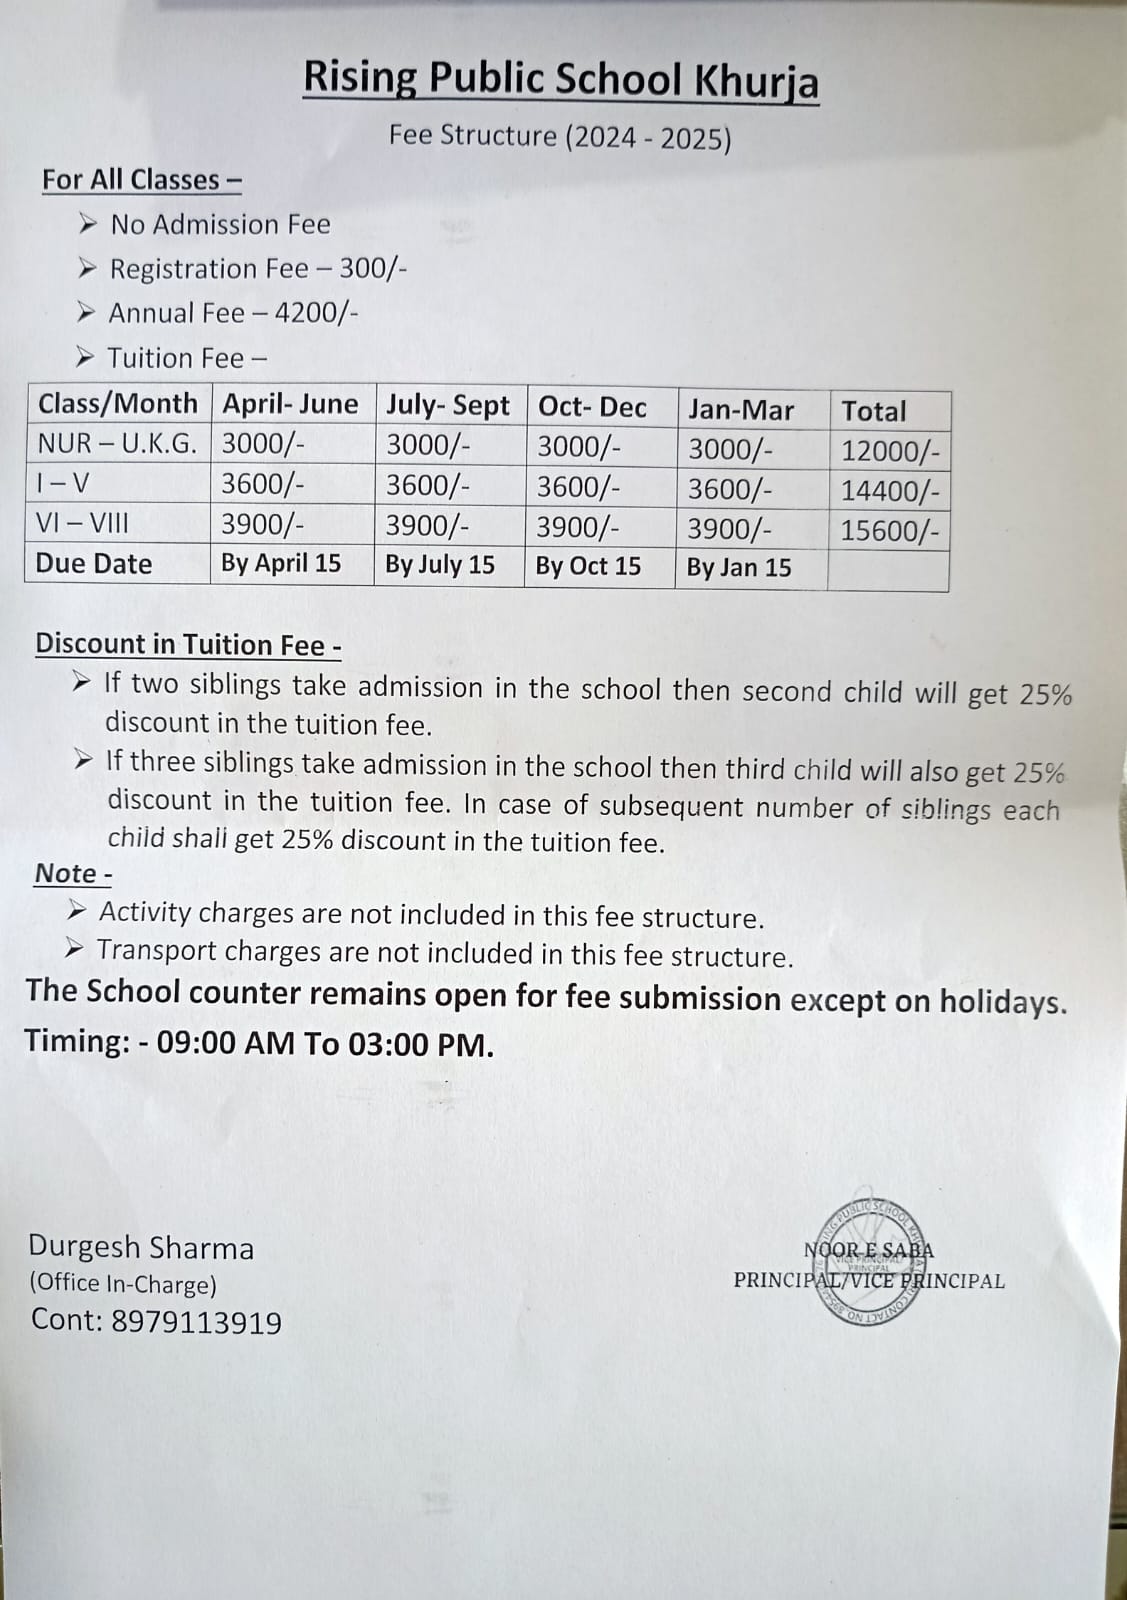 Rising Public School Khurja
Fee Structure (2024 - 2025)
For All Classes –
➢ No Admission Fee
➢ Registration Fee – 300/-
➢ Annual Fee – 4200/-
➢ Tuition Fee –
Class/Month April- June July- Sept Oct- Dec Jan-Mar Total
NUR – U.K.G. 3000/- 3000/- 3000/- 3000/- 12000/-
I – V 3600/- 3600/- 3600/- 3600/- 14400/-
VI – VIII 3900/- 3900/- 3900/- 3900/- 15600/-
Due Date By April 15 By July 15 By Oct 15 By Jan 15
Discount in Tuition Fee -
➢ If two siblings take admission in the school then second child will get 25%
discount in the tuition fee.
➢ If three siblings take admission in the school then third child will also get 25%
discount in the tuition fee. In case of subsequent number of siblings each
child shall get 25% discount in the tuition fee.
Note -
➢ Activity charges are not included in this fee structure.
➢ Transport charges are not included in this fee structure.
The School counter remains open for fee submission except on holidays.
Timing: - 09:00 AM To 03:00 PM.
Durgesh Sharma
(Office In-Charge)
Cont: 8979113919
NOOR E SABA
PRINCIPAL/VICE PRINCIPAL
PUBLIC SCHOOL
VICE PRINCIPAL
PRINCIPAL
CONTACT NO.